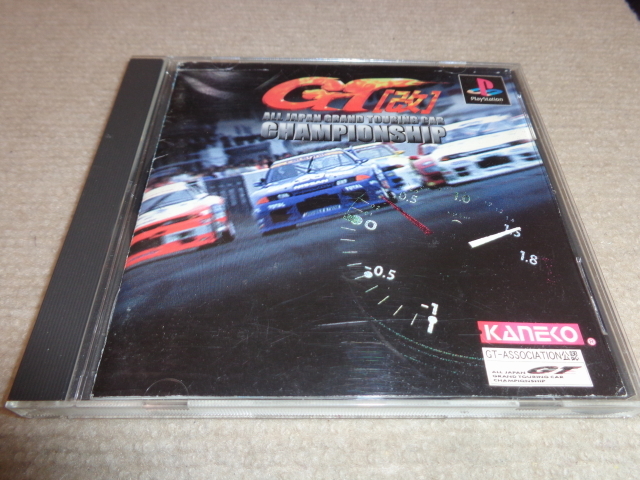 GT[改]
ALL JAPAN GRAND TOURING CAR
CHAMPIONSHIP
PlayStation
0
0.5
1.0
1.5
1.8
0.5
-1
KANEKO
GT-ASSOCIATION公認
ALL JAPAN
GRAND TOURING CAR
CHAMPIONSHIP
GT